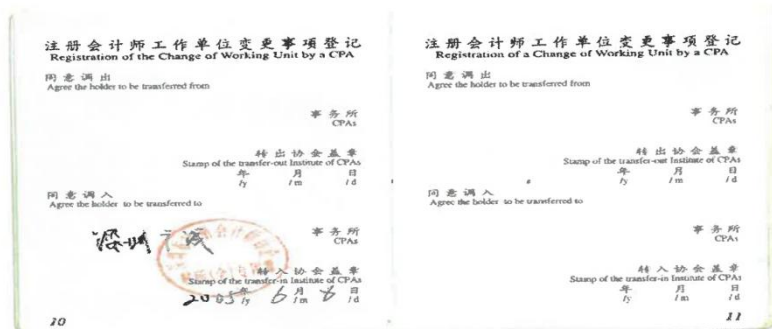 注册会计师工作单位变更事项登记
Registration of the Change of Working Unit by a CPA
同意调出
Agree the holder to be transferred from
事务所
CPAs
转出协会盖章
Stamp of the transfer-out Institute of CPAs
年 月 日
/y /m /d
同意调入
Agree the holder to be transferred to
深圳 事务所
CPAs
转入协会盖章
Stamp of the transfer-in Institute of CPAs
2005年 6月 8日
/y /m /d
10
注册会计师工作单位变更事项登记
Registration of a Change of Working Unit by a CPA
同意调出
Agree the holder to be transferred from
事务所
CPAs
转出协会盖章
Stamp of the transfer-out Institute of CPAs
年 月 日
/y /m /d
同意调入
Agree the holder to be transferred to
事务所
CPAs
转入协会盖章
Stamp of the transfer-in Institute of CPAs
年 月 日
/y /m /d
11